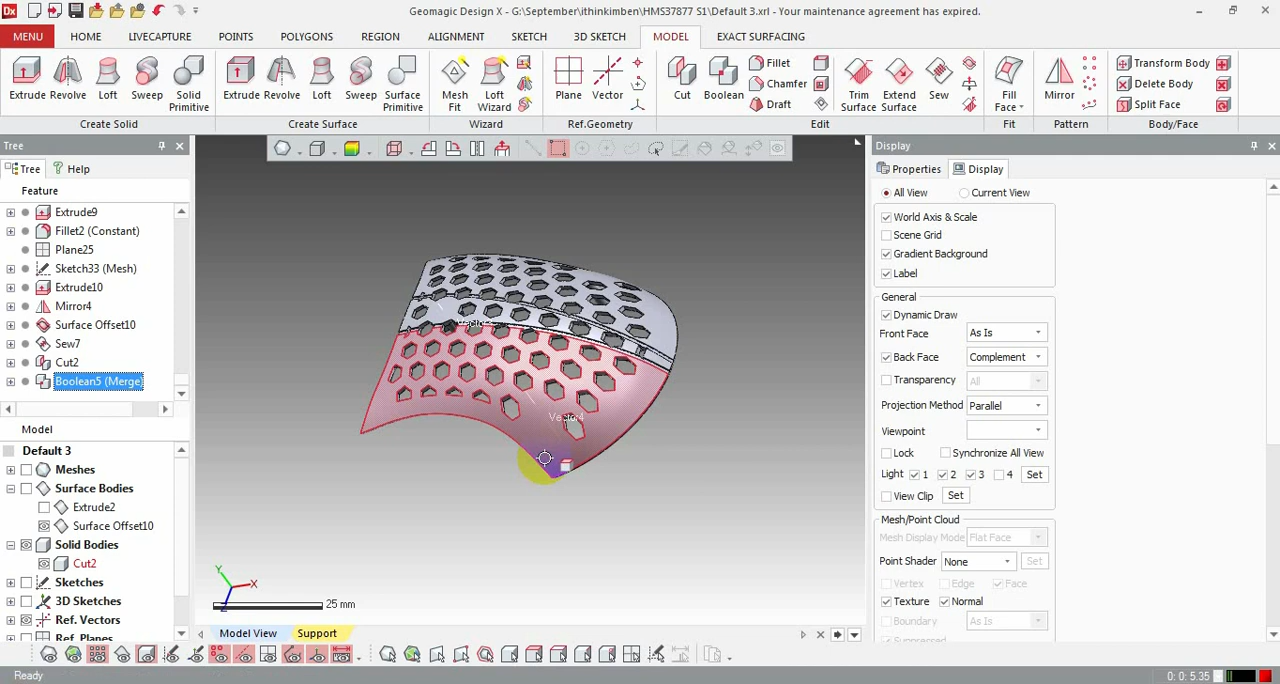 Dx
Geomagic Design X - G:\September\ithinkimben\HMS37877 S1\Default 3.xrl - Your maintenance agreement has expired.
MENU HOME LIVECAPTURE POINTS POLYGONS REGION ALIGNMENT SKETCH 3D SKETCH MODEL EXACT SURFACING
Extrude Revolve Loft Sweep Solid Primitive
Create Solid
Extrude Revolve Loft Sweep Surface Primitive
Create Surface
Mesh Fit Loft Wizard
Wizard
Plane Vector
Ref.Geometry
Cut Boolean Fillet Chamfer Draft Trim Surface Extend Surface Sew
Edit
Fill Face
Fit
Mirror
Pattern
Transform Body
Delete Body
Split Face
Body/Face
Tree
Tree Help
Feature
Extrude9
Fillet2 (Constant)
Plane25
Sketch33 (Mesh)
Extrude10
Mirror4
Surface Offset10
Sew7
Cut2
Boolean5 (Merge)
Model
Default 3
Meshes
Surface Bodies
Extrude2
Surface Offset10
Solid Bodies
Cut2
Sketches
3D Sketches
Ref. Vectors
Ref. Planes
Vector4
Y
X
Z
25 mm
Model View Support
Display
Properties Display
All View Current View
World Axis & Scale
Scene Grid
Gradient Background
Label
General
Dynamic Draw
Front Face As Is
Back Face Complement
Transparency All
Projection Method Parallel
Viewpoint
Lock Synchronize All View
Light 1 2 3 4 Set
View Clip Set
Mesh/Point Cloud
Mesh Display Mode Flat Face
Point Shader None Set
Vertex Edge Face
Texture Normal
Boundary As Is
Suppressed
Ready
0: 0: 5.35